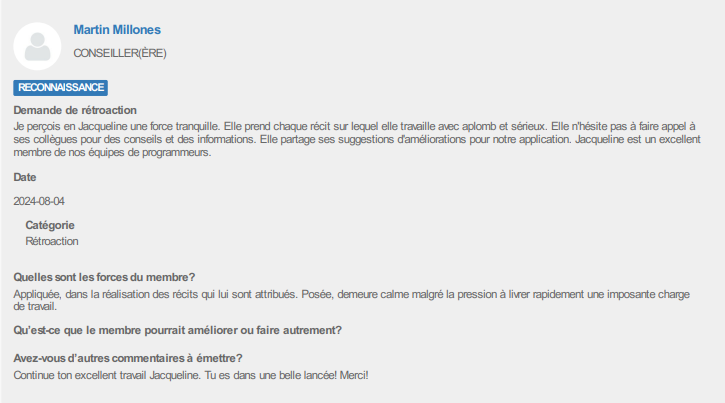 Martin Millones
CONSEILLER(ÈRE)
RECONNAISSANCE
Demande de rétroaction
Je perçois en Jacqueline une force tranquille. Elle prend chaque récit sur lequel elle travaille avec aplomb et sérieux. Elle n'hésite pas à faire appel à
ses collègues pour des conseils et des informations. Elle partage ses suggestions d'améliorations pour notre application. Jacqueline est un excellent
membre de nos équipes de programmeurs.
Date
2024-08-04
Catégorie
Rétroaction
Quelles sont les forces du membre?
Appliquée, dans la réalisation des récits qui lui sont attribués. Posée, demeure calme malgré la pression à livrer rapidement une imposante charge
de travail.
Qu'est-ce que le membre pourrait améliorer ou faire autrement?
Avez-vous d'autres commentaires à émettre?
Continue ton excellent travail Jacqueline. Tu es dans une belle lancée! Merci!